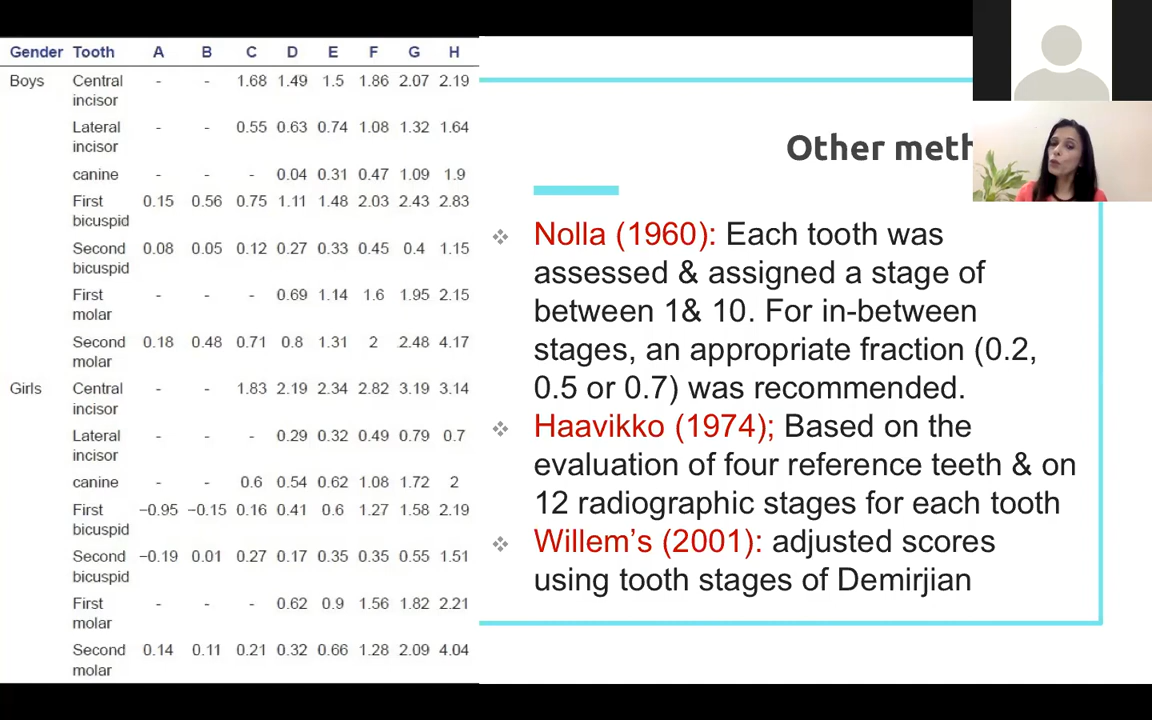 Gender Tooth A B C D E F G H
Boys Central - - 1.68 1.49 1.5 1.86 2.07 2.19
incisor
Lateral - - 0.55 0.63 0.74 1.08 1.32 1.64
incisor
canine - - - 0.04 0.31 0.47 1.09 1.9
First 0.15 0.56 0.75 1.11 1.48 2.03 2.43 2.83
bicuspid
Second 0.08 0.05 0.12 0.27 0.33 0.45 0.4 1.15
bicuspid
First - - - 0.69 1.14 1.6 1.95 2.15
molar
Second 0.18 0.48 0.71 0.8 1.31 2 2.48 4.17
molar
Girls Central - - 1.83 2.19 2.34 2.82 3.19 3.14
incisor
Lateral - - - 0.29 0.32 0.49 0.79 0.7
incisor
canine - - 0.6 0.54 0.62 1.08 1.72 2
First −0.95 −0.15 0.16 0.41 0.6 1.27 1.58 2.19
bicuspid
Second −0.19 0.01 0.27 0.17 0.35 0.35 0.55 1.51
bicuspid
First - - - 0.62 0.9 1.56 1.82 2.21
molar
Second 0.14 0.11 0.21 0.32 0.66 1.28 2.09 4.04
molar
Other meth
Nolla (1960): Each tooth was
assessed & assigned a stage of
between 1& 10. For in-between
stages, an appropriate fraction (0.2,
0.5 or 0.7) was recommended.
Haavikko (1974); Based on the
evaluation of four reference teeth & on
12 radiographic stages for each tooth
Willem’s (2001): adjusted scores
using tooth stages of Demirjian